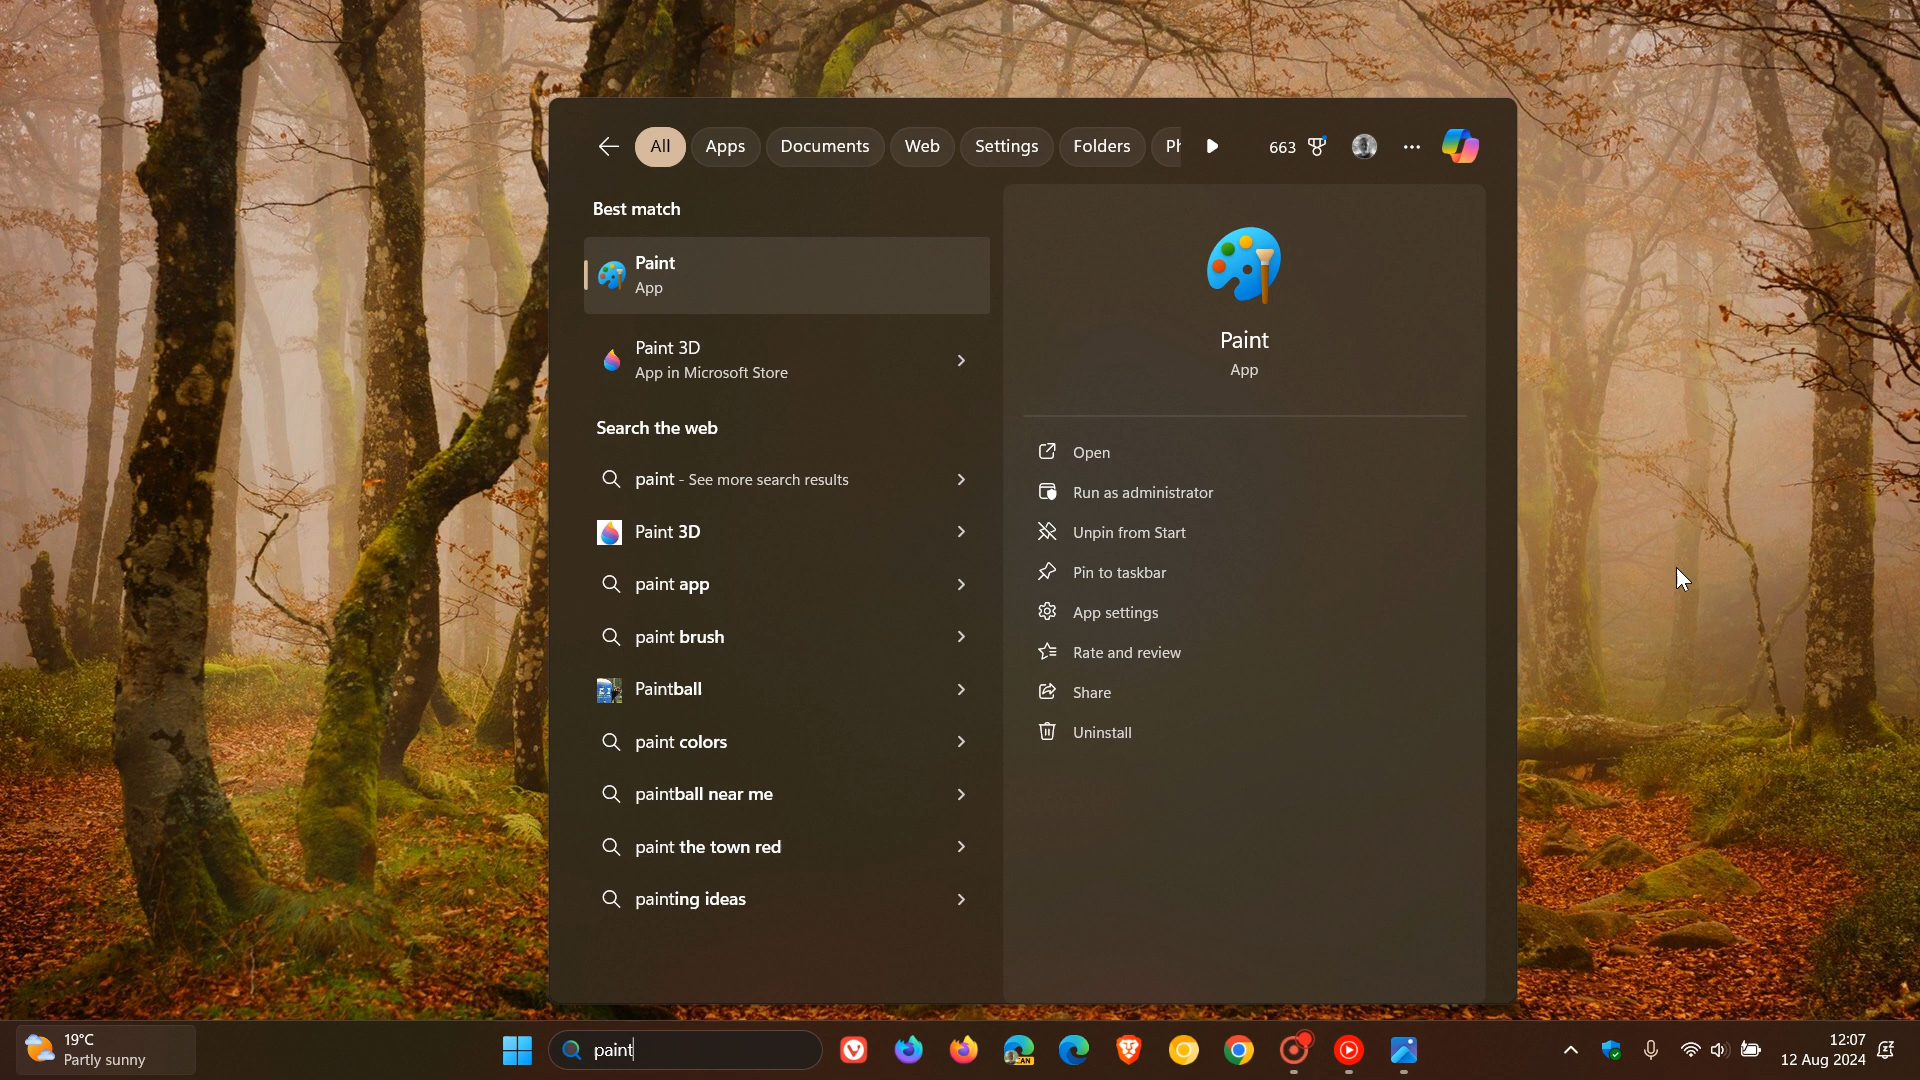 All
Apps
Documents
Web
Settings
Folders
Ph
663
Best match
Paint
App
Paint 3D
App in Microsoft Store
Search the web
paint - See more search results
Paint 3D
paint app
paint brush
Paintball
paint colors
paintball near me
paint the town red
painting ideas
Paint
App
Open
Run as administrator
Unpin from Start
Pin to taskbar
App settings
Rate and review
Share
Uninstall
19°C
Partly sunny
paint
CAN
12:07
12 Aug 2024